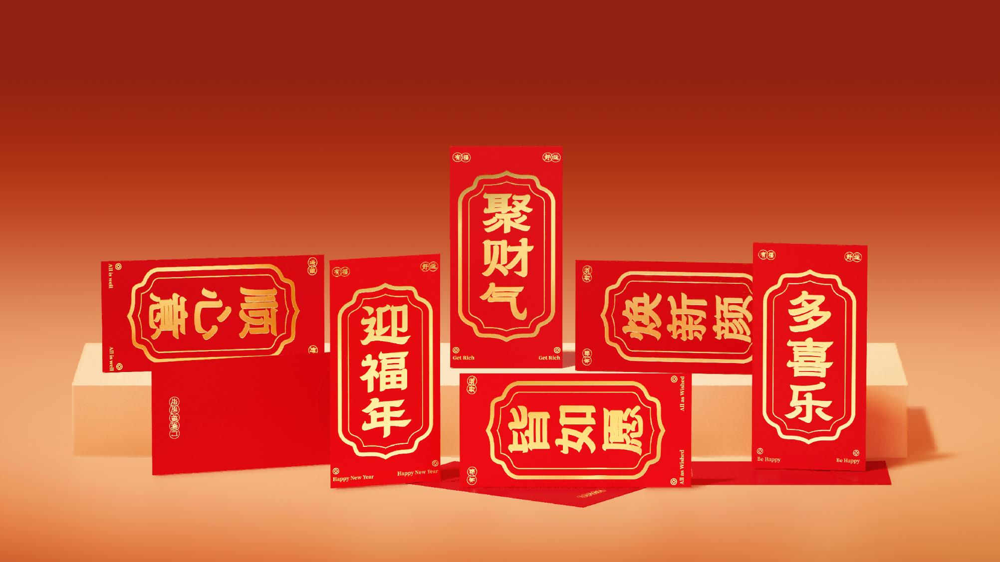 有福
好运
聚财气
Get Rich
Get Rich
有福
好运
顺心意
All is well
All is well
有福
好运
迎福年
Happy New Year
Happy New Year
好运
有福
焕新颜
有福
好运
多喜乐
Be Happy
Be Happy
好运
有福
皆如愿
All as Wished
All as Wished